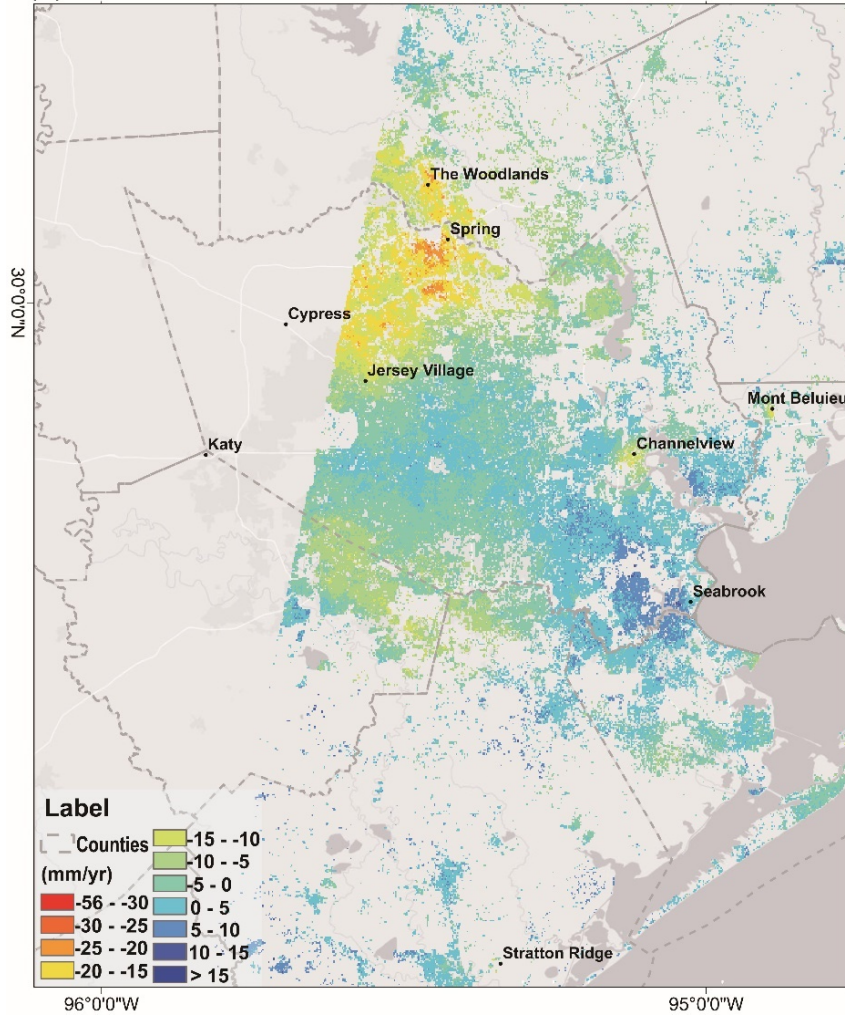 The Woodlands
Spring
30°0'0"N
Cypress
Jersey Village
Mont Beluieu
Katy
Channelview
Seabrook
Label
Counties
(mm/yr)
-56 - -30
-30 - -25
-25 - -20
-20 - -15
-15 - -10
-10 - -5
-5 - 0
0 - 5
5 - 10
10 - 15
> 15
Stratton Ridge
96°0'0"W
95°0'0"W